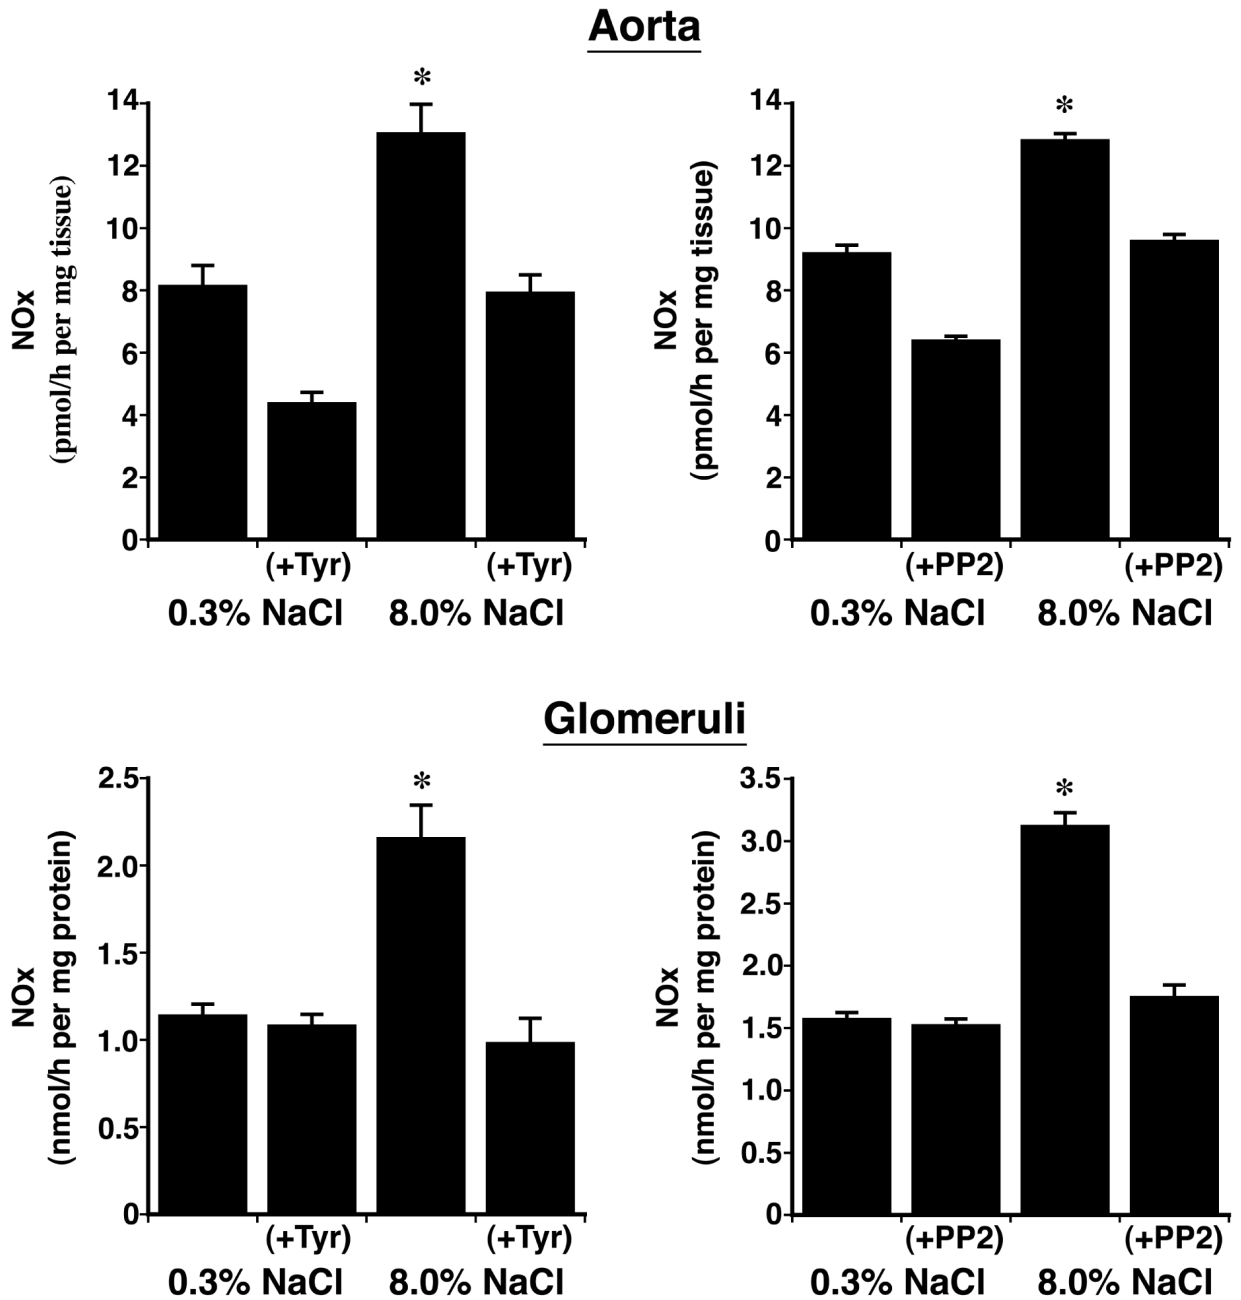 Aorta
*
14
12
10
8
6
4
2
0
NOx
(pmol/h per mg tissue)
(+Tyr) (+Tyr)
0.3% NaCl 8.0% NaCl
*
14
12
10
8
6
4
2
0
NOx
(pmol/h per mg tissue)
(+PP2) (+PP2)
0.3% NaCl 8.0% NaCl
Glomeruli
*
2.5
2.0
1.5
1.0
0.5
0
NOx
(nmol/h per mg protein)
(+Tyr) (+Tyr)
0.3% NaCl 8.0% NaCl
*
3.5
3.0
2.5
2.0
1.5
1.0
0.5
0
NOx
(nmol/h per mg protein)
(+PP2) (+PP2)
0.3% NaCl 8.0% NaCl